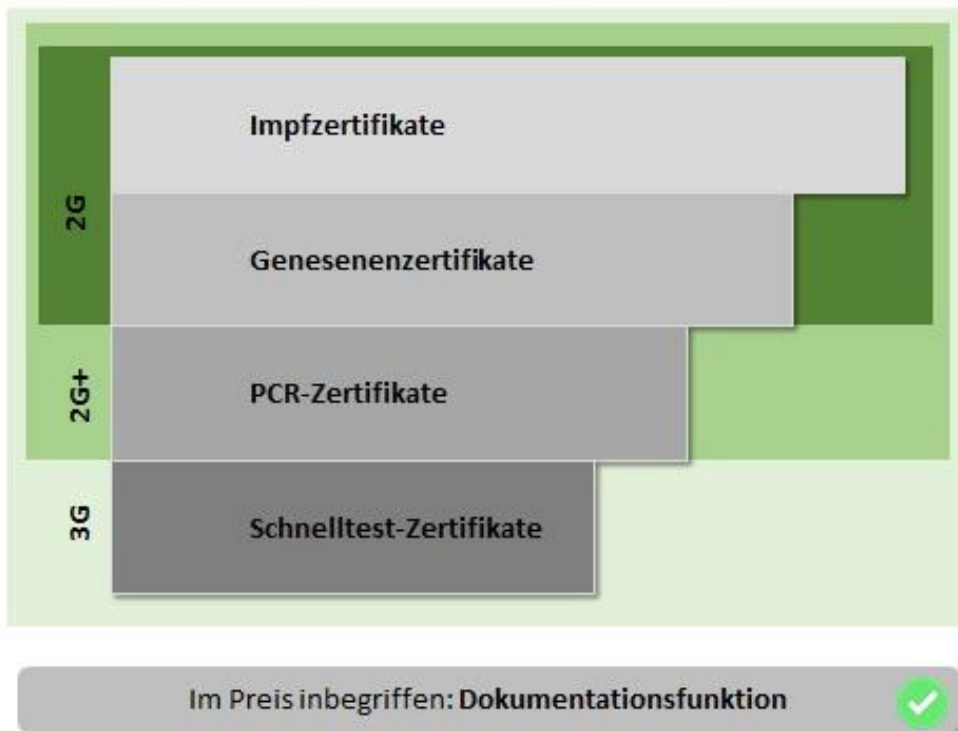 2G
Impfzertifikate
Genesenenzertifikate
2G+
PCR-Zertifikate
3G
Schnelltest-Zertifikate
Im Preis inbegriffen: Dokumentationsfunktion